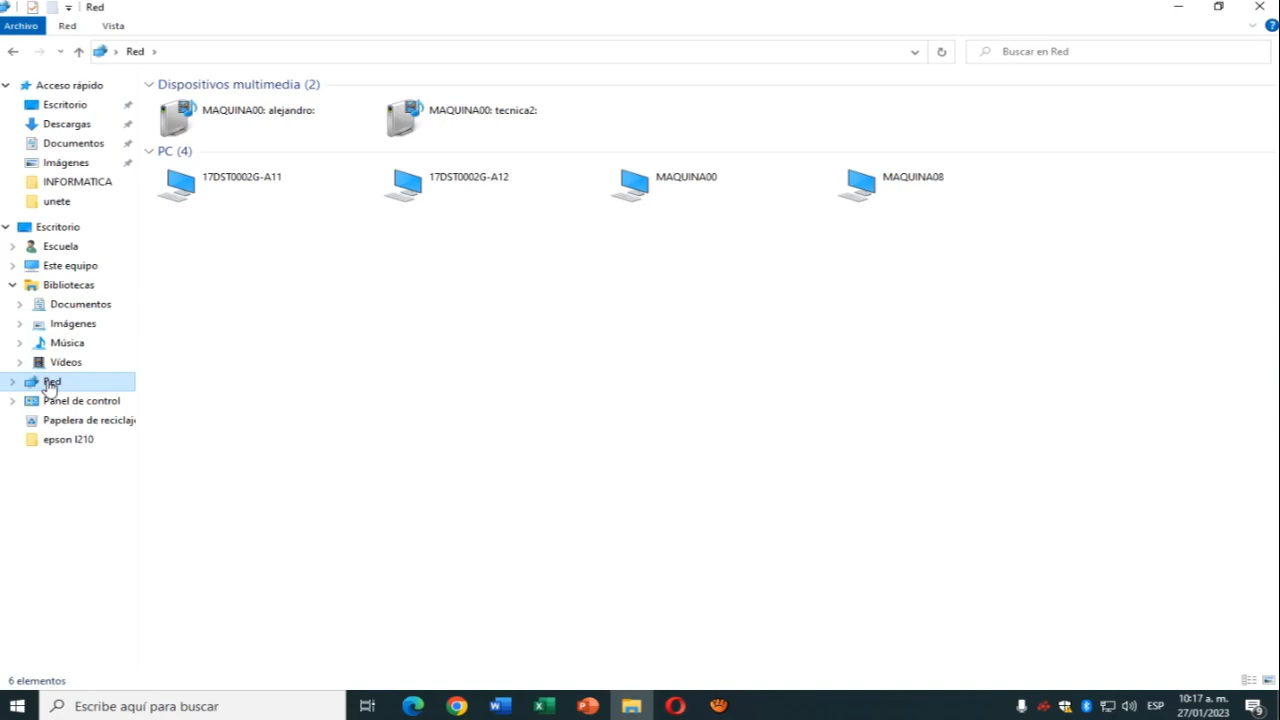 Red
Archivo
Red
Vista
Red
Buscar en Red
Acceso rápido
Escritorio
Descargas
Documentos
Imágenes
INFORMATICA
unete
Escritorio
Escuela
Este equipo
Bibliotecas
Documentos
Imágenes
Música
Vídeos
Red
Panel de control
Papelera de reciclaje
epson l210
Dispositivos multimedia (2)
MAQUINA00: alejandro:
MAQUINA00: tecnica2:
PC (4)
17DST0002G-A11
17DST0002G-A12
MAQUINA00
MAQUINA08
6 elementos
Escribe aquí para buscar
ESP
10:17 a. m.
27/01/2023
9